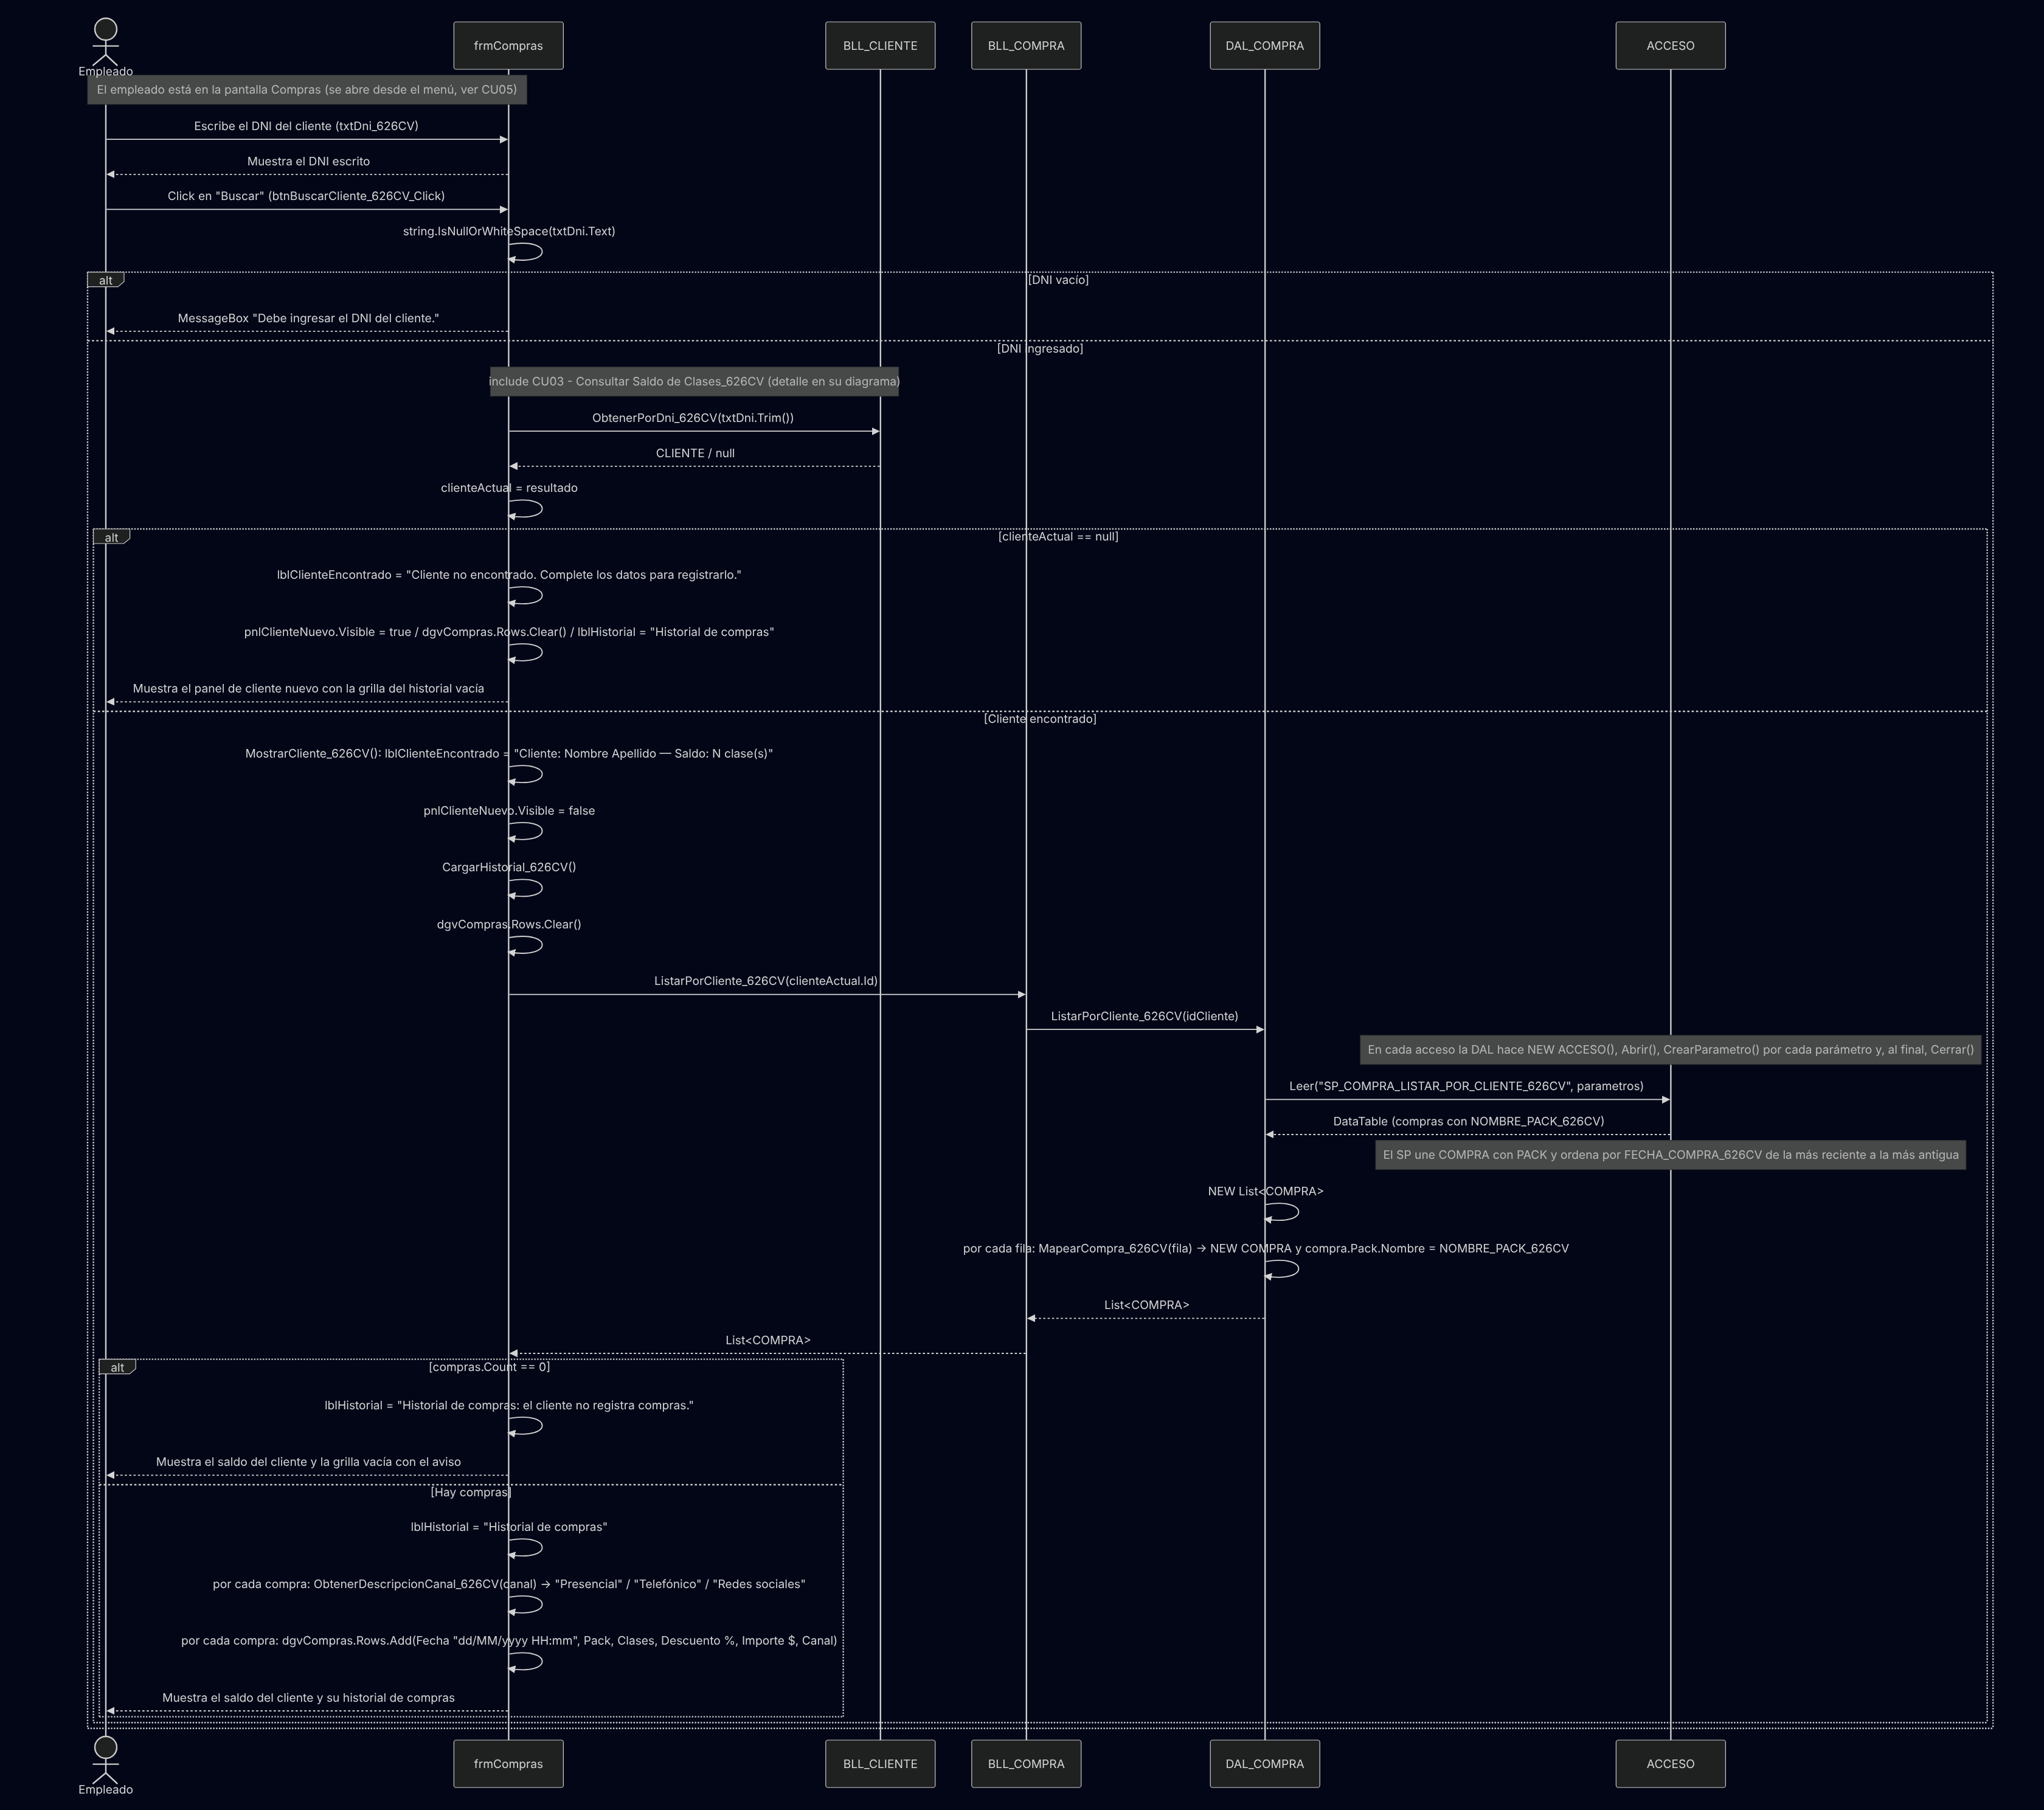 Empleado
frmCompras
BLL_CLIENTE
BLL_COMPRA
DAL_COMPRA
ACCESO
El empleado está en la pantalla Compras (se abre desde el menú, ver CU05)
Escribe el DNI del cliente (txtDni_626CV)
Muestra el DNI escrito
Click en "Buscar" (btnBuscarCliente_626CV_Click)
string.IsNullOrWhiteSpace(txtDni.Text)
alt
[DNI vacío]
MessageBox "Debe ingresar el DNI del cliente."
[DNI ingresado]
include CU03 - Consultar Saldo de Clases_626CV (detalle en su diagrama)
ObtenerPorDni_626CV(txtDni.Trim())
CLIENTE / null
clienteActual = resultado
alt
[clienteActual == null]
lblClienteEncontrado = "Cliente no encontrado. Complete los datos para registrarlo."
pnlClienteNuevo.Visible = true / dgvCompras.Rows.Clear() / lblHistorial = "Historial de compras"
Muestra el panel de cliente nuevo con la grilla del historial vacía
[Cliente encontrado]
MostrarCliente_626CV(): lblClienteEncontrado = "Cliente: Nombre Apellido — Saldo: N clase(s)"
pnlClienteNuevo.Visible = false
CargarHistorial_626CV()
dgvCompras.Rows.Clear()
ListarPorCliente_626CV(clienteActual.Id)
ListarPorCliente_626CV(idCliente)
En cada acceso la DAL hace NEW ACCESO(), Abrir(), CrearParametro() por cada parámetro y, al final, Cerrar()
Leer("SP_COMPRA_LISTAR_POR_CLIENTE_626CV", parametros)
DataTable (compras con NOMBRE_PACK_626CV)
El SP une COMPRA con PACK y ordena por FECHA_COMPRA_626CV de la más reciente a la más antigua
NEW List<COMPRA>
por cada fila: MapearCompra_626CV(fila) → NEW COMPRA y compra.Pack.Nombre = NOMBRE_PACK_626CV
List<COMPRA>
List<COMPRA>
alt
[compras.Count == 0]
lblHistorial = "Historial de compras: el cliente no registra compras."
Muestra el saldo del cliente y la grilla vacía con el aviso
[Hay compras]
lblHistorial = "Historial de compras"
por cada compra: ObtenerDescripcionCanal_626CV(canal) → "Presencial" / "Telefónico" / "Redes sociales"
por cada compra: dgvCompras.Rows.Add(Fecha "dd/MM/yyyy HH:mm", Pack, Clases, Descuento %, Importe $, Canal)
Muestra el saldo del cliente y su historial de compras
Empleado
frmCompras
BLL_CLIENTE
BLL_COMPRA
DAL_COMPRA
ACCESO